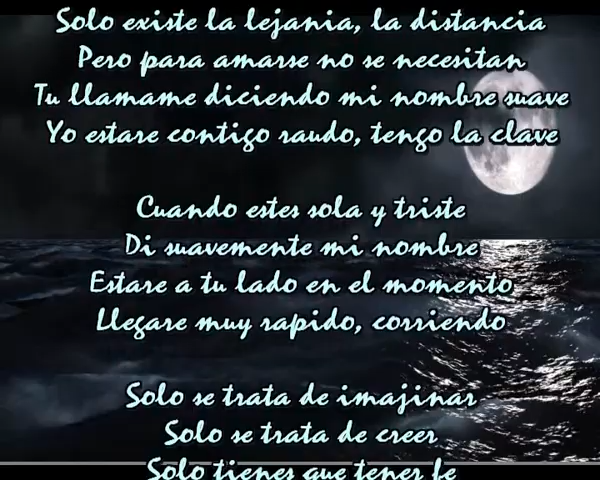 Solo existe la lejania, la distancia
Pero para amarse no se necesitan
Tu llamame diciendo mi nombre suave
Yo estare contigo raudo, tengo la clave
Cuando estes sola y triste
Di suavemente mi nombre
Estare a tu lado en el momento
Llegare muy rapido, corriendo
Solo se trata de imajinar
Solo se trata de creer
Solo tienes que tener fe